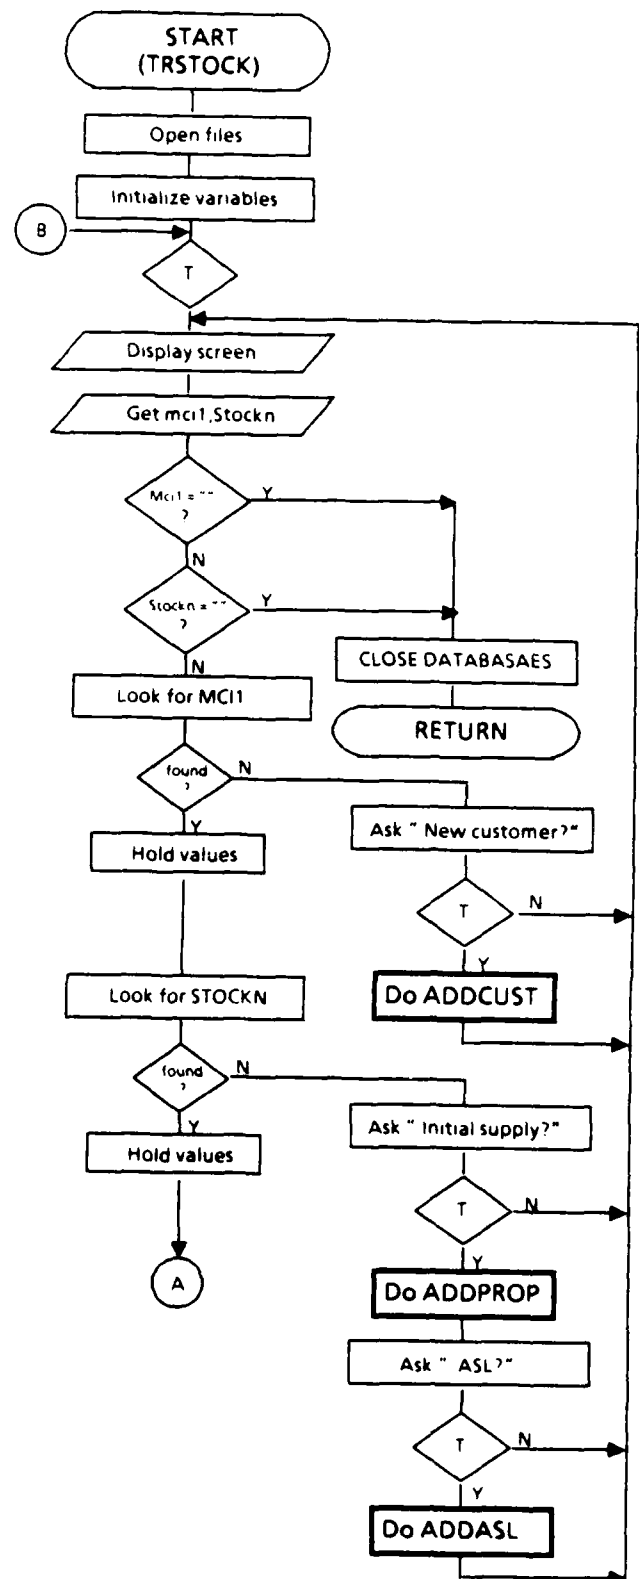 START
(TRSTOCK)
Open files
Initialize variables
B
T
Display screen
Get mci1,Stockn
Mci1 = ""
?
Y
N
Stockn = ""
?
Y
N
CLOSE DATABASAES
RETURN
Look for MCI1
found
?
N
Y
Ask " New customer?"
Hold values
T
N
Y
Do ADDCUST
Look for STOCKN
found
?
N
Y
Ask " Initial supply?"
Hold values
T
N
Y
A
Do ADDPROP
Ask " ASL?"
T
N
Y
Do ADDASL